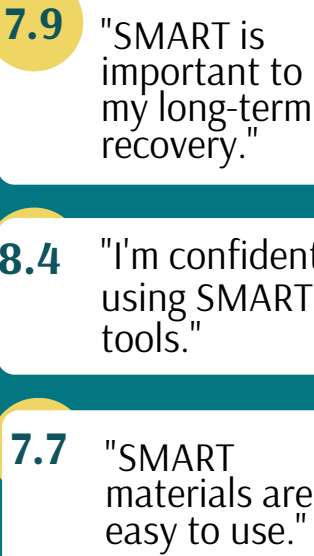 7.9
"SMART is
important to
my long-term
recovery."
8.4
"I'm confident
using SMART
tools."
7.7
"SMART
materials are
easy to use."